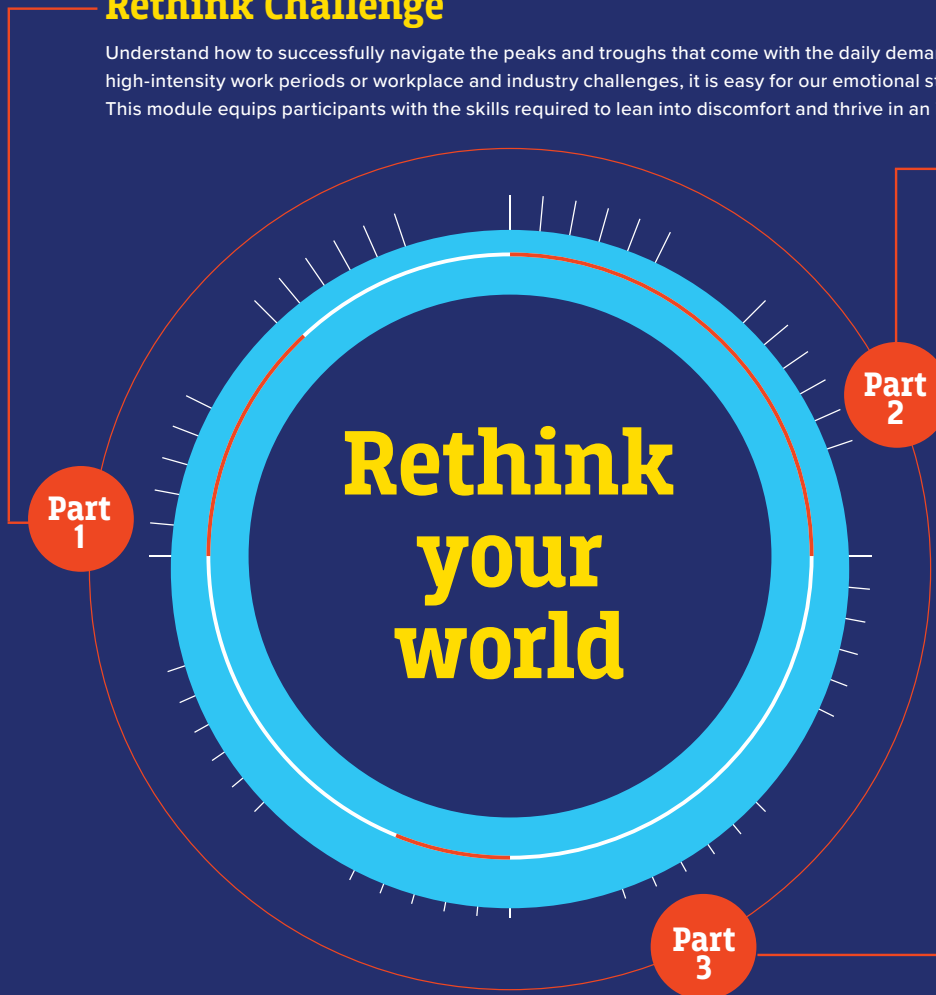 Rethink Challenge
Understand how to successfully navigate the peaks and troughs that come with the daily
high-intensity work periods or workplace and industry challenges, it is easy for our emotional
This module equips participants with the skills required to lean into discomfort and thrive in an
Part
2
Rethink
your
world
Part
1
Part
3